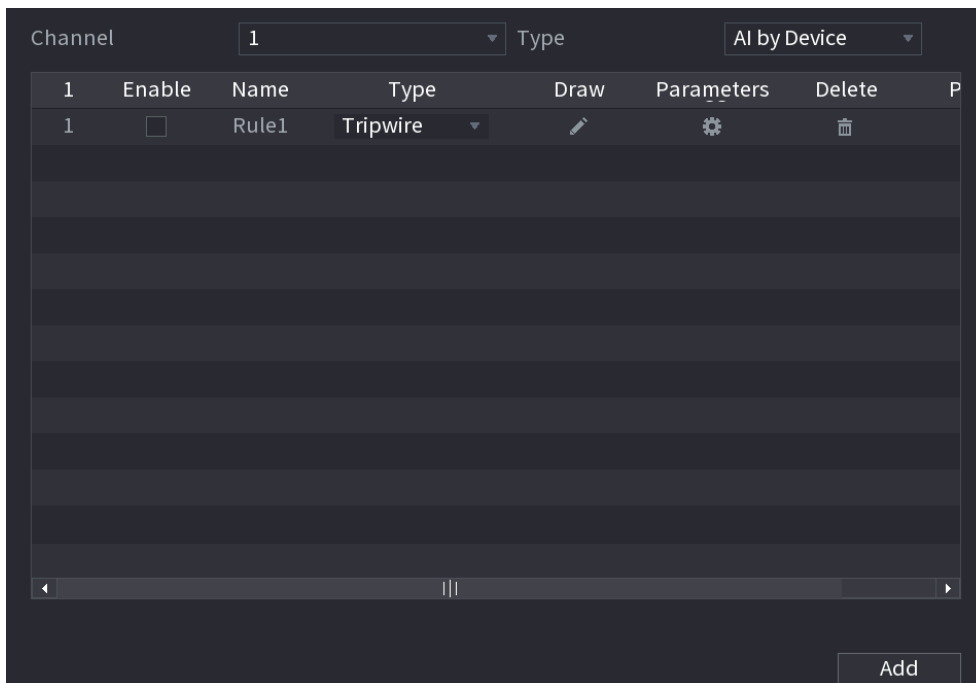 Channel 1 Type AI by Device
1 Enable Name Type Draw Parameters Delete P
1 Rule1 Tripwire
Add